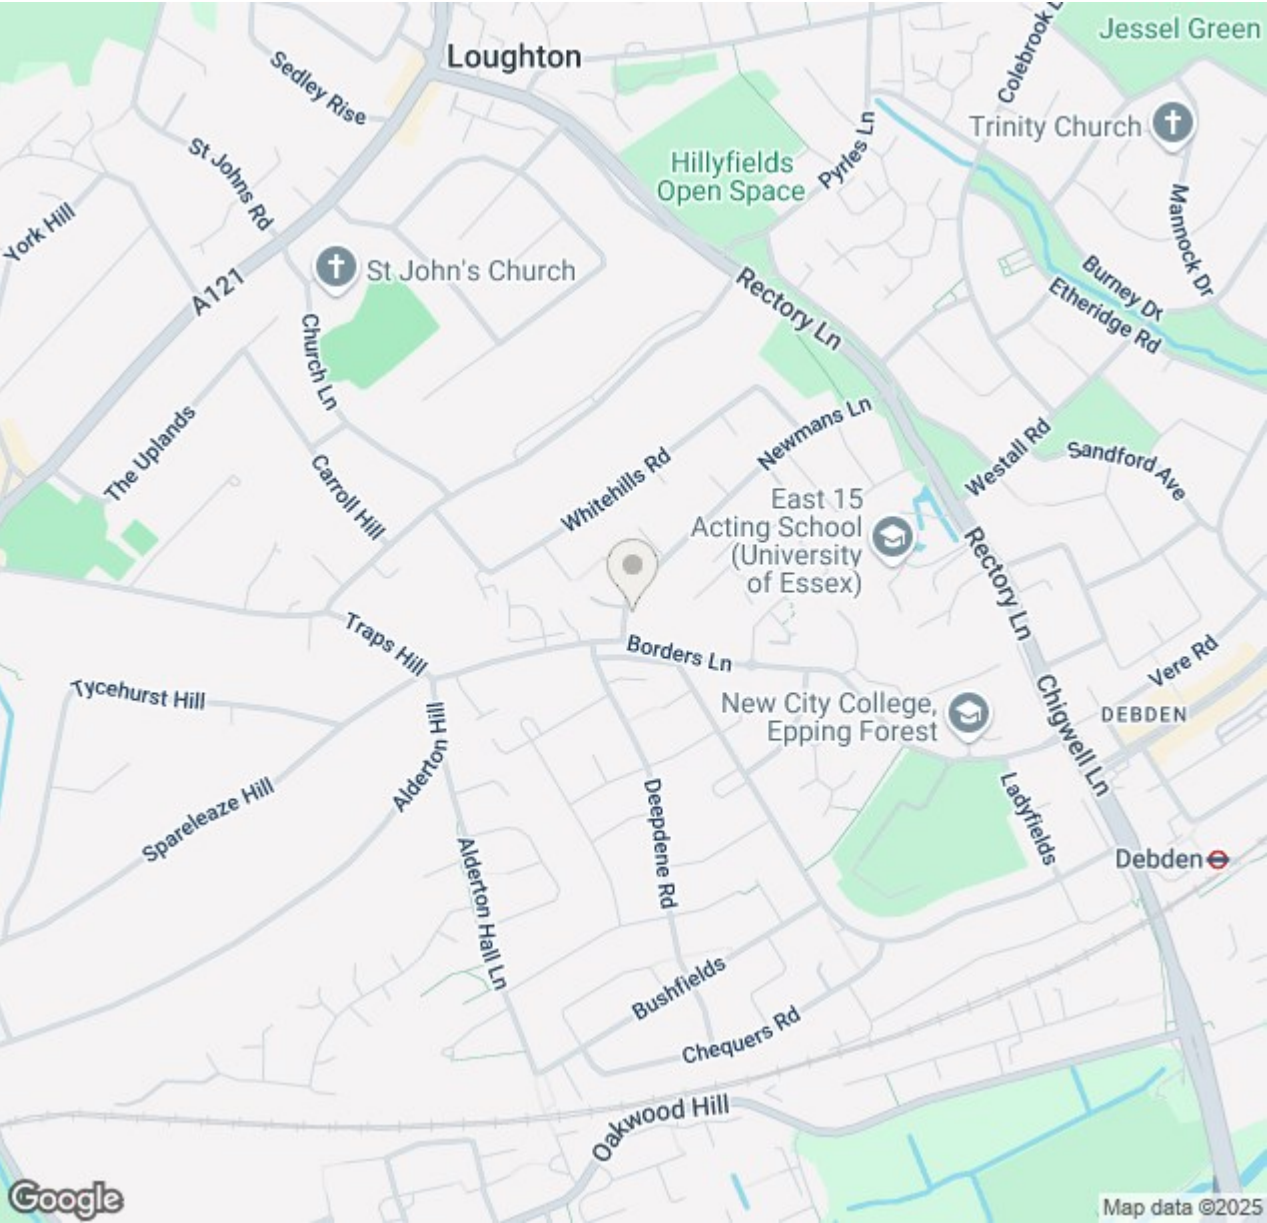 Loughton
Jessel Green
Sedley Rise
Colebrook L
Trinity Church
St Johns Rd
Hillyfields
Open Space
Pyrles Ln
York Hill
Mannock Dr
St John's Church
A121
Rectory Ln
Burney Dr
Etheridge Rd
Church Ln
The Uplands
Newmans Ln
Westall Rd
Sandford Ave
Carroll Hill
Whitehills Rd
East 15
Acting School
(University
of Essex)
Rectory Ln
Traps Hill
Borders Ln
Vere Rd
Tycehurst Hill
New City College,
Epping Forest
Chigwell Ln
DEBDEN
Alderton Hill
Spareleaze Hill
Deepdene Rd
Ladyfields
Alderton Hall Ln
Debden
Bushfields
Chequers Rd
Oakwood Hill
Google
Map data ©2025